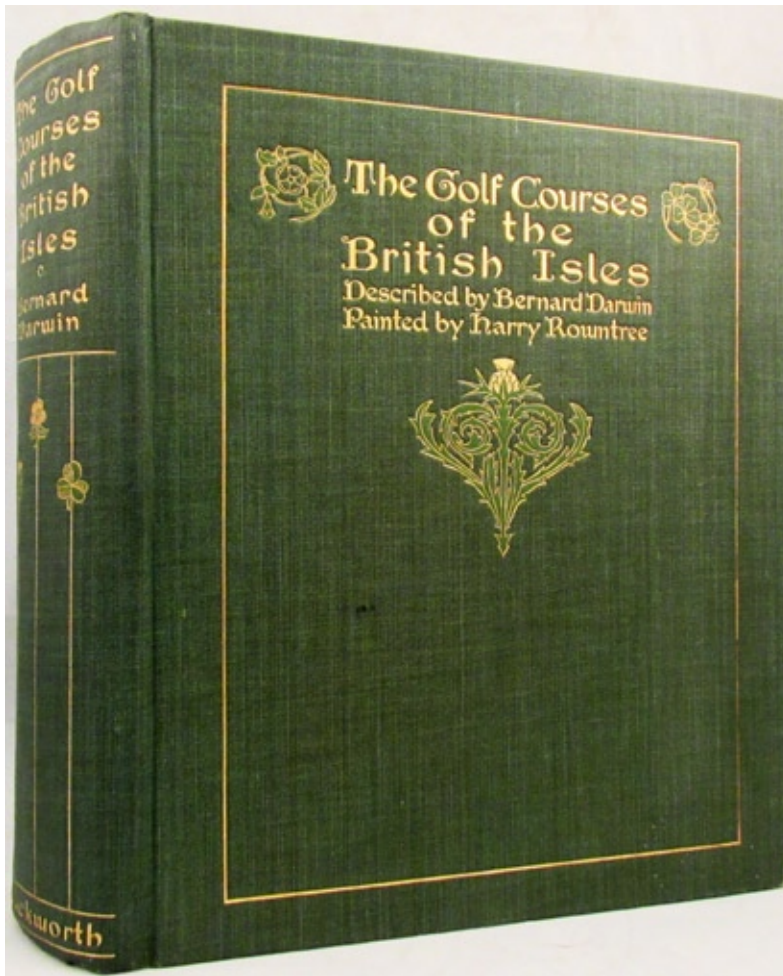 The Golf
Courses
of the
British
Isles
Bernard
Darwin
The Golf Courses
of the
British Isles
Described by Bernard Darwin
Painted by Harry Rowntree